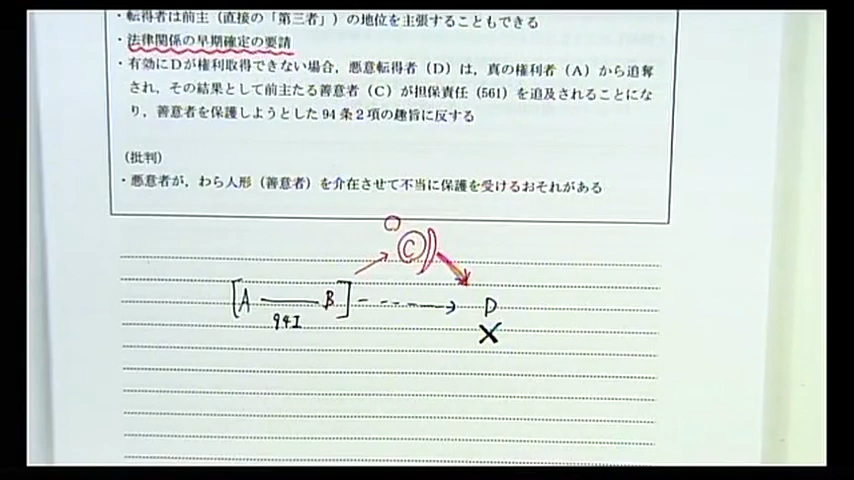 ・転得者は前主（直接の「第三者」）の地位を主張することもできる
・法律関係の早期確定の要請
・有効にＤが権利取得できない場合，悪意転得者（Ｄ）は，真の権利者（Ａ）から追奪
され，その結果として前主たる善意者（Ｃ）が担保責任（561）を追及されることにな
り，善意者を保護しようとした94条２項の趣旨に反する
（批判）
・悪意者が，わら人形（善意者）を介在させて不当に保護を受けるおそれがある
C
[A B] D
94I
X